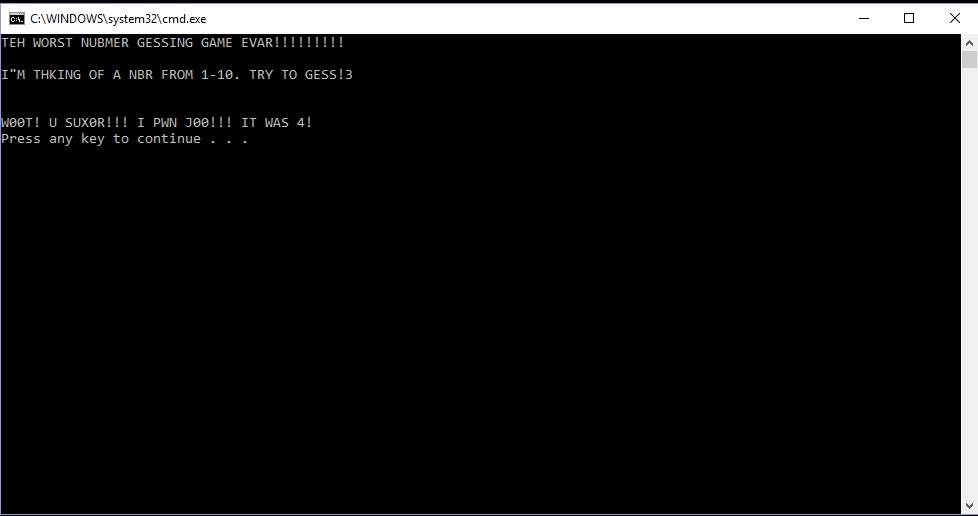 C:\WINDOWS\system32\cmd.exe
TEH WORST NUBMER GESSING GAME EVAR!!!!!!!!!
I"M THKING OF A NBR FROM 1-10. TRY TO GESS!3
W00T! U SUX0R!!! I PWN J00!!! IT WAS 4!
Press any key to continue . . .